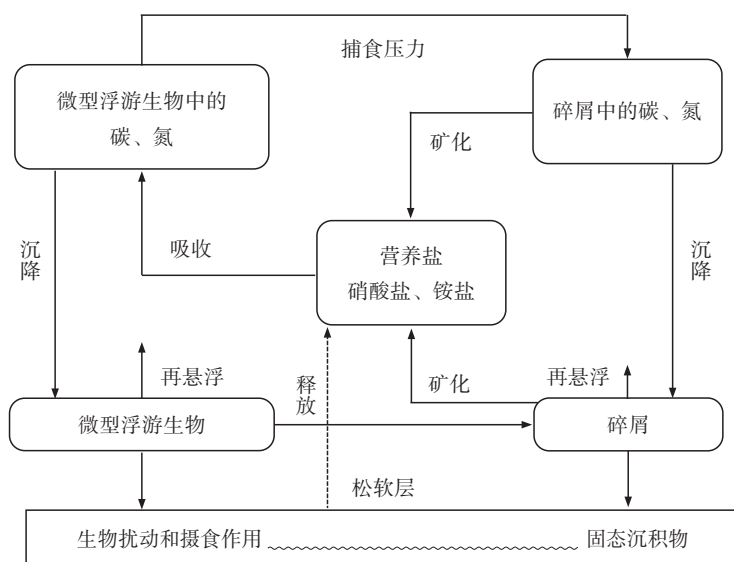 捕食压力
微型浮游生物中的
碳、氮
碎屑中的碳、氮
矿化
沉降
吸收
营养盐
硝酸盐、铵盐
沉降
再悬浮
释放
矿化
再悬浮
微型浮游生物
碎屑
松软层
生物扰动和摄食作用
固态沉积物